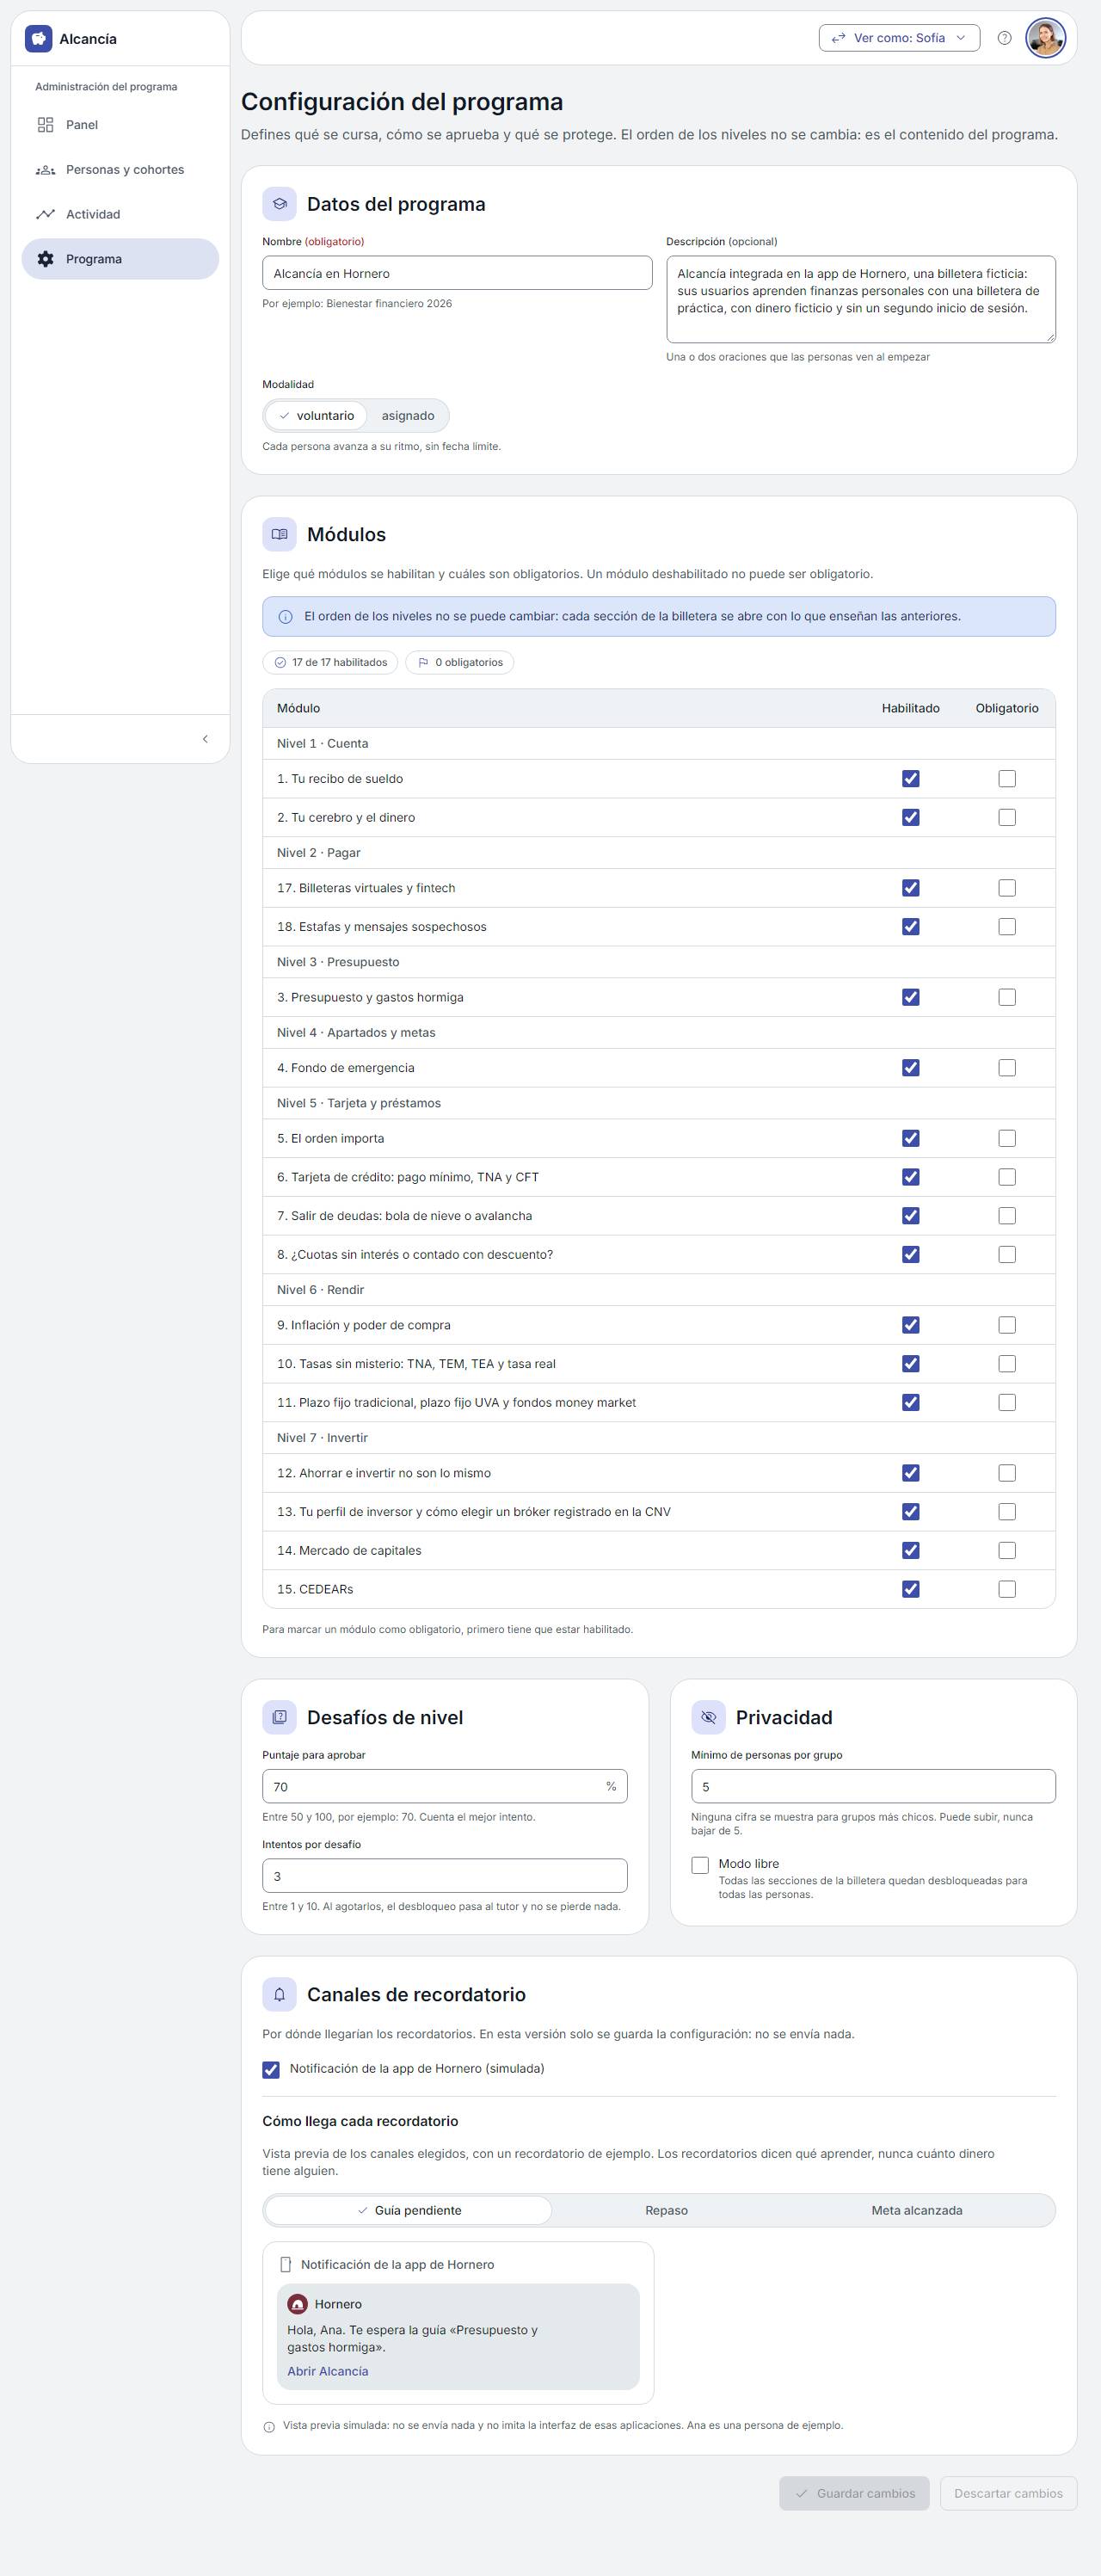 Alcancía
Ver como: Sofía
Administración del programa
Panel
Personas y cohortes
Actividad
Programa
Configuración del programa
Defines qué se cursa, cómo se aprueba y qué se protege. El orden de los niveles no se cambia: es el contenido del programa.
Datos del programa
Nombre (obligatorio)
Alcancía en Hornero
Por ejemplo: Bienestar financiero 2026
Descripción (opcional)
Alcancía integrada en la app de Hornero, una billetera ficticia:
sus usuarios aprenden finanzas personales con una billetera de
práctica, con dinero ficticio y sin un segundo inicio de sesión.
Una o dos oraciones que las personas ven al empezar
Modalidad
voluntario
asignado
Cada persona avanza a su ritmo, sin fecha límite.
Módulos
Elige qué módulos se habilitan y cuáles son obligatorios. Un módulo deshabilitado no puede ser obligatorio.
El orden de los niveles no se puede cambiar: cada sección de la billetera se abre con lo que enseñan las anteriores.
17 de 17 habilitados
0 obligatorios
Módulo Habilitado Obligatorio
Nivel 1 · Cuenta
1. Tu recibo de sueldo
2. Tu cerebro y el dinero
Nivel 2 · Pagar
17. Billeteras virtuales y fintech
18. Estafas y mensajes sospechosos
Nivel 3 · Presupuesto
3. Presupuesto y gastos hormiga
Nivel 4 · Apartados y metas
4. Fondo de emergencia
Nivel 5 · Tarjeta y préstamos
5. El orden importa
6. Tarjeta de crédito: pago mínimo, TNA y CFT
7. Salir de deudas: bola de nieve o avalancha
8. ¿Cuotas sin interés o contado con descuento?
Nivel 6 · Rendir
9. Inflación y poder de compra
10. Tasas sin misterio: TNA, TEM, TEA y tasa real
11. Plazo fijo tradicional, plazo fijo UVA y fondos money market
Nivel 7 · Invertir
12. Ahorrar e invertir no son lo mismo
13. Tu perfil de inversor y cómo elegir un bróker registrado en la CNV
14. Mercado de capitales
15. CEDEARs
Para marcar un módulo como obligatorio, primero tiene que estar habilitado.
Desafíos de nivel
Puntaje para aprobar
70 %
Entre 50 y 100, por ejemplo: 70. Cuenta el mejor intento.
Intentos por desafío
3
Entre 1 y 10. Al agotarlos, el desbloqueo pasa al tutor y no se pierde nada.
Privacidad
Mínimo de personas por grupo
5
Ninguna cifra se muestra para grupos más chicos. Puede subir, nunca
bajar de 5.
Modo libre
Todas las secciones de la billetera quedan desbloqueadas para
todas las personas.
Canales de recordatorio
Por dónde llegarían los recordatorios. En esta versión solo se guarda la configuración: no se envía nada.
Notificación de la app de Hornero (simulada)
Cómo llega cada recordatorio
Vista previa de los canales elegidos, con un recordatorio de ejemplo. Los recordatorios dicen qué aprender, nunca cuánto dinero
tiene alguien.
Guía pendiente
Repaso
Meta alcanzada
Notificación de la app de Hornero
Hornero
Hola, Ana. Te espera la guía «Presupuesto y
gastos hormiga».
Abrir Alcancía
Vista previa simulada: no se envía nada y no imita la interfaz de esas aplicaciones. Ana es una persona de ejemplo.
Guardar cambios
Descartar cambios